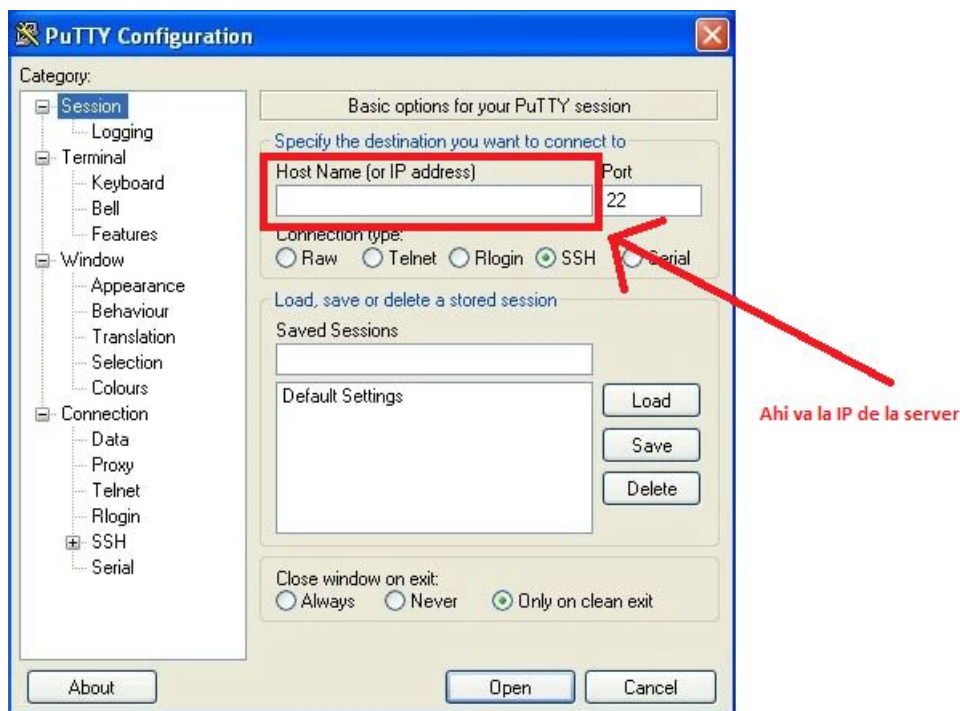 PuTTY Configuration
Category:
Session
Logging
Terminal
Keyboard
Bell
Features
Window
Appearance
Behaviour
Translation
Selection
Colours
Connection
Data
Proxy
Telnet
Rlogin
SSH
Serial
Basic options for your PuTTY session
Specify the destination you want to connect to
Host Name (or IP address) Port
22
Connection type:
Raw Telnet Rlogin SSH Serial
Load, save or delete a stored session
Saved Sessions
Default Settings
Load
Save
Delete
Close window on exit:
Always Never Only on clean exit
About Open Cancel
Ahi va la IP de la server